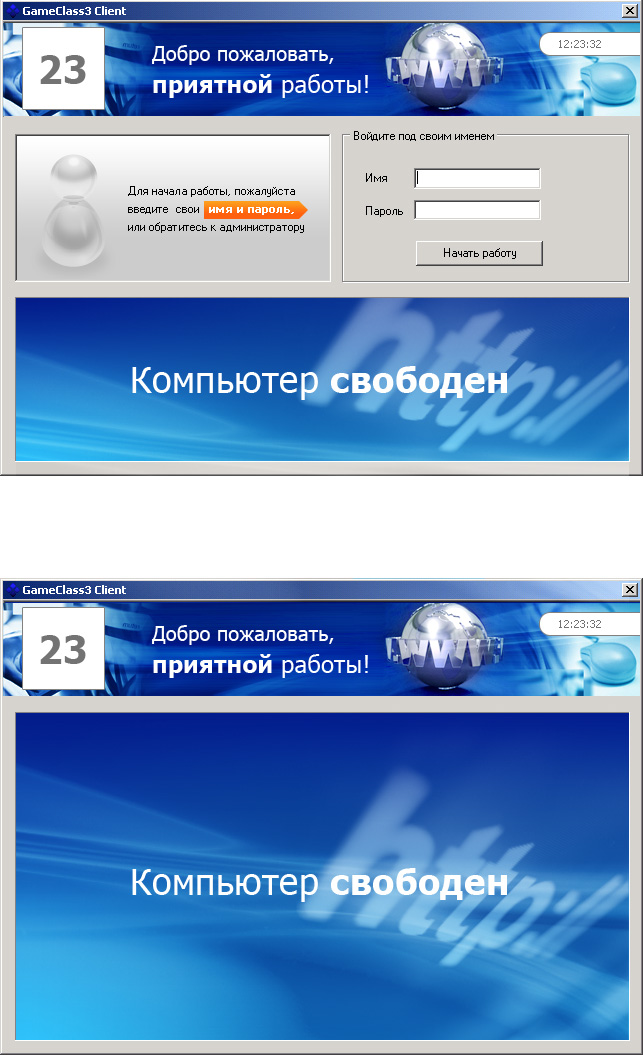 GameClass3 Client
23
Добро пожаловать,
приятной работы!
WWW
12:23:32
Для начала работы, пожалуйста
введите свои имя и пароль,
или обратитесь к администратору
Войдите под своим именем
Имя
Пароль
Начать работу
http://
Компьютер свободен
GameClass3 Client
23
Добро пожаловать,
приятной работы!
WWW
12:23:32
http://
Компьютер свободен